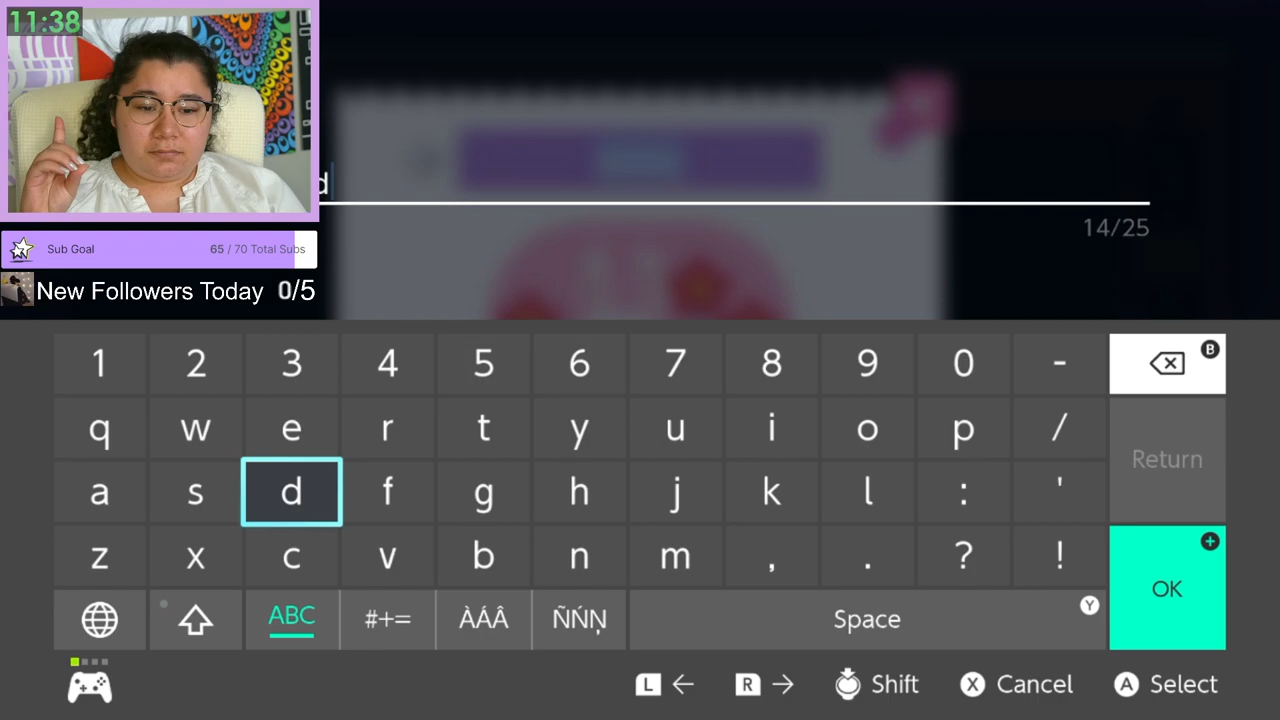 11:38
d
14/25
Sub Goal 65 / 70 Total Subs
New Followers Today 0/5
1 2 3 4 5 6 7 8 9 0 - B
q w e r t y u i o p / Return
a s d f g h j k l : '
z x c v b n m , . ? ! + OK
ABC #+= ÀÁÂ ÑŃŅ Space Y
L ← R → Shift X Cancel A Select